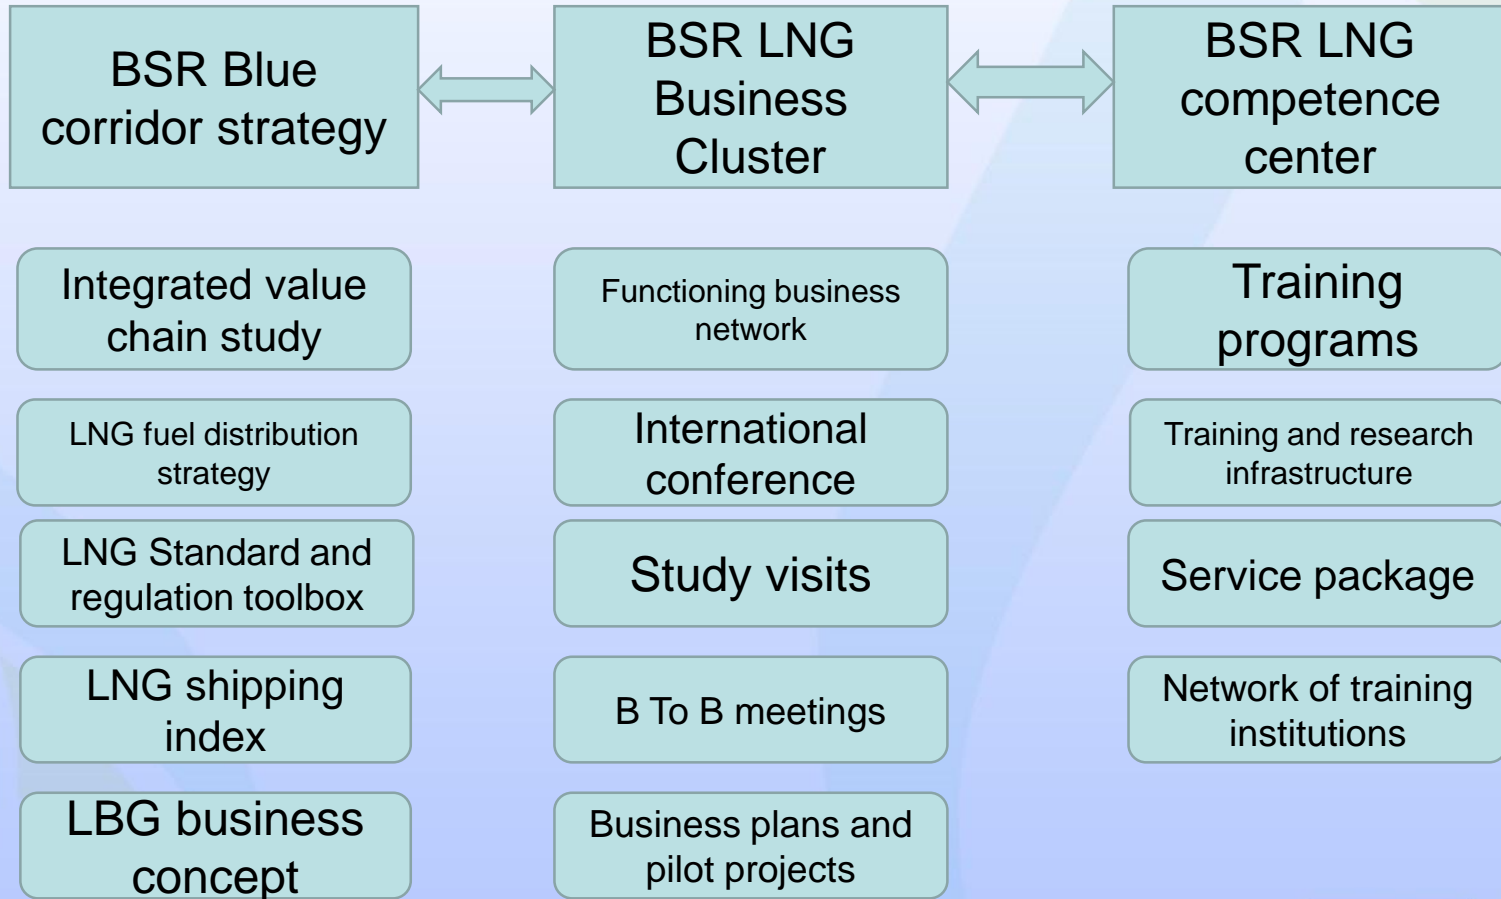 BSR Blue
corridor strategy
BSR LNG
Business
Cluster
BSR LNG
competence
center
Integrated value
chain study
LNG fuel distribution
strategy
LNG Standard and
regulation toolbox
LNG shipping
index
LBG business
concept
Functioning business
network
International
conference
Study visits
B To B meetings
Business plans and
pilot projects
Training
programs
Training and research
infrastructure
Service package
Network of training
institutions